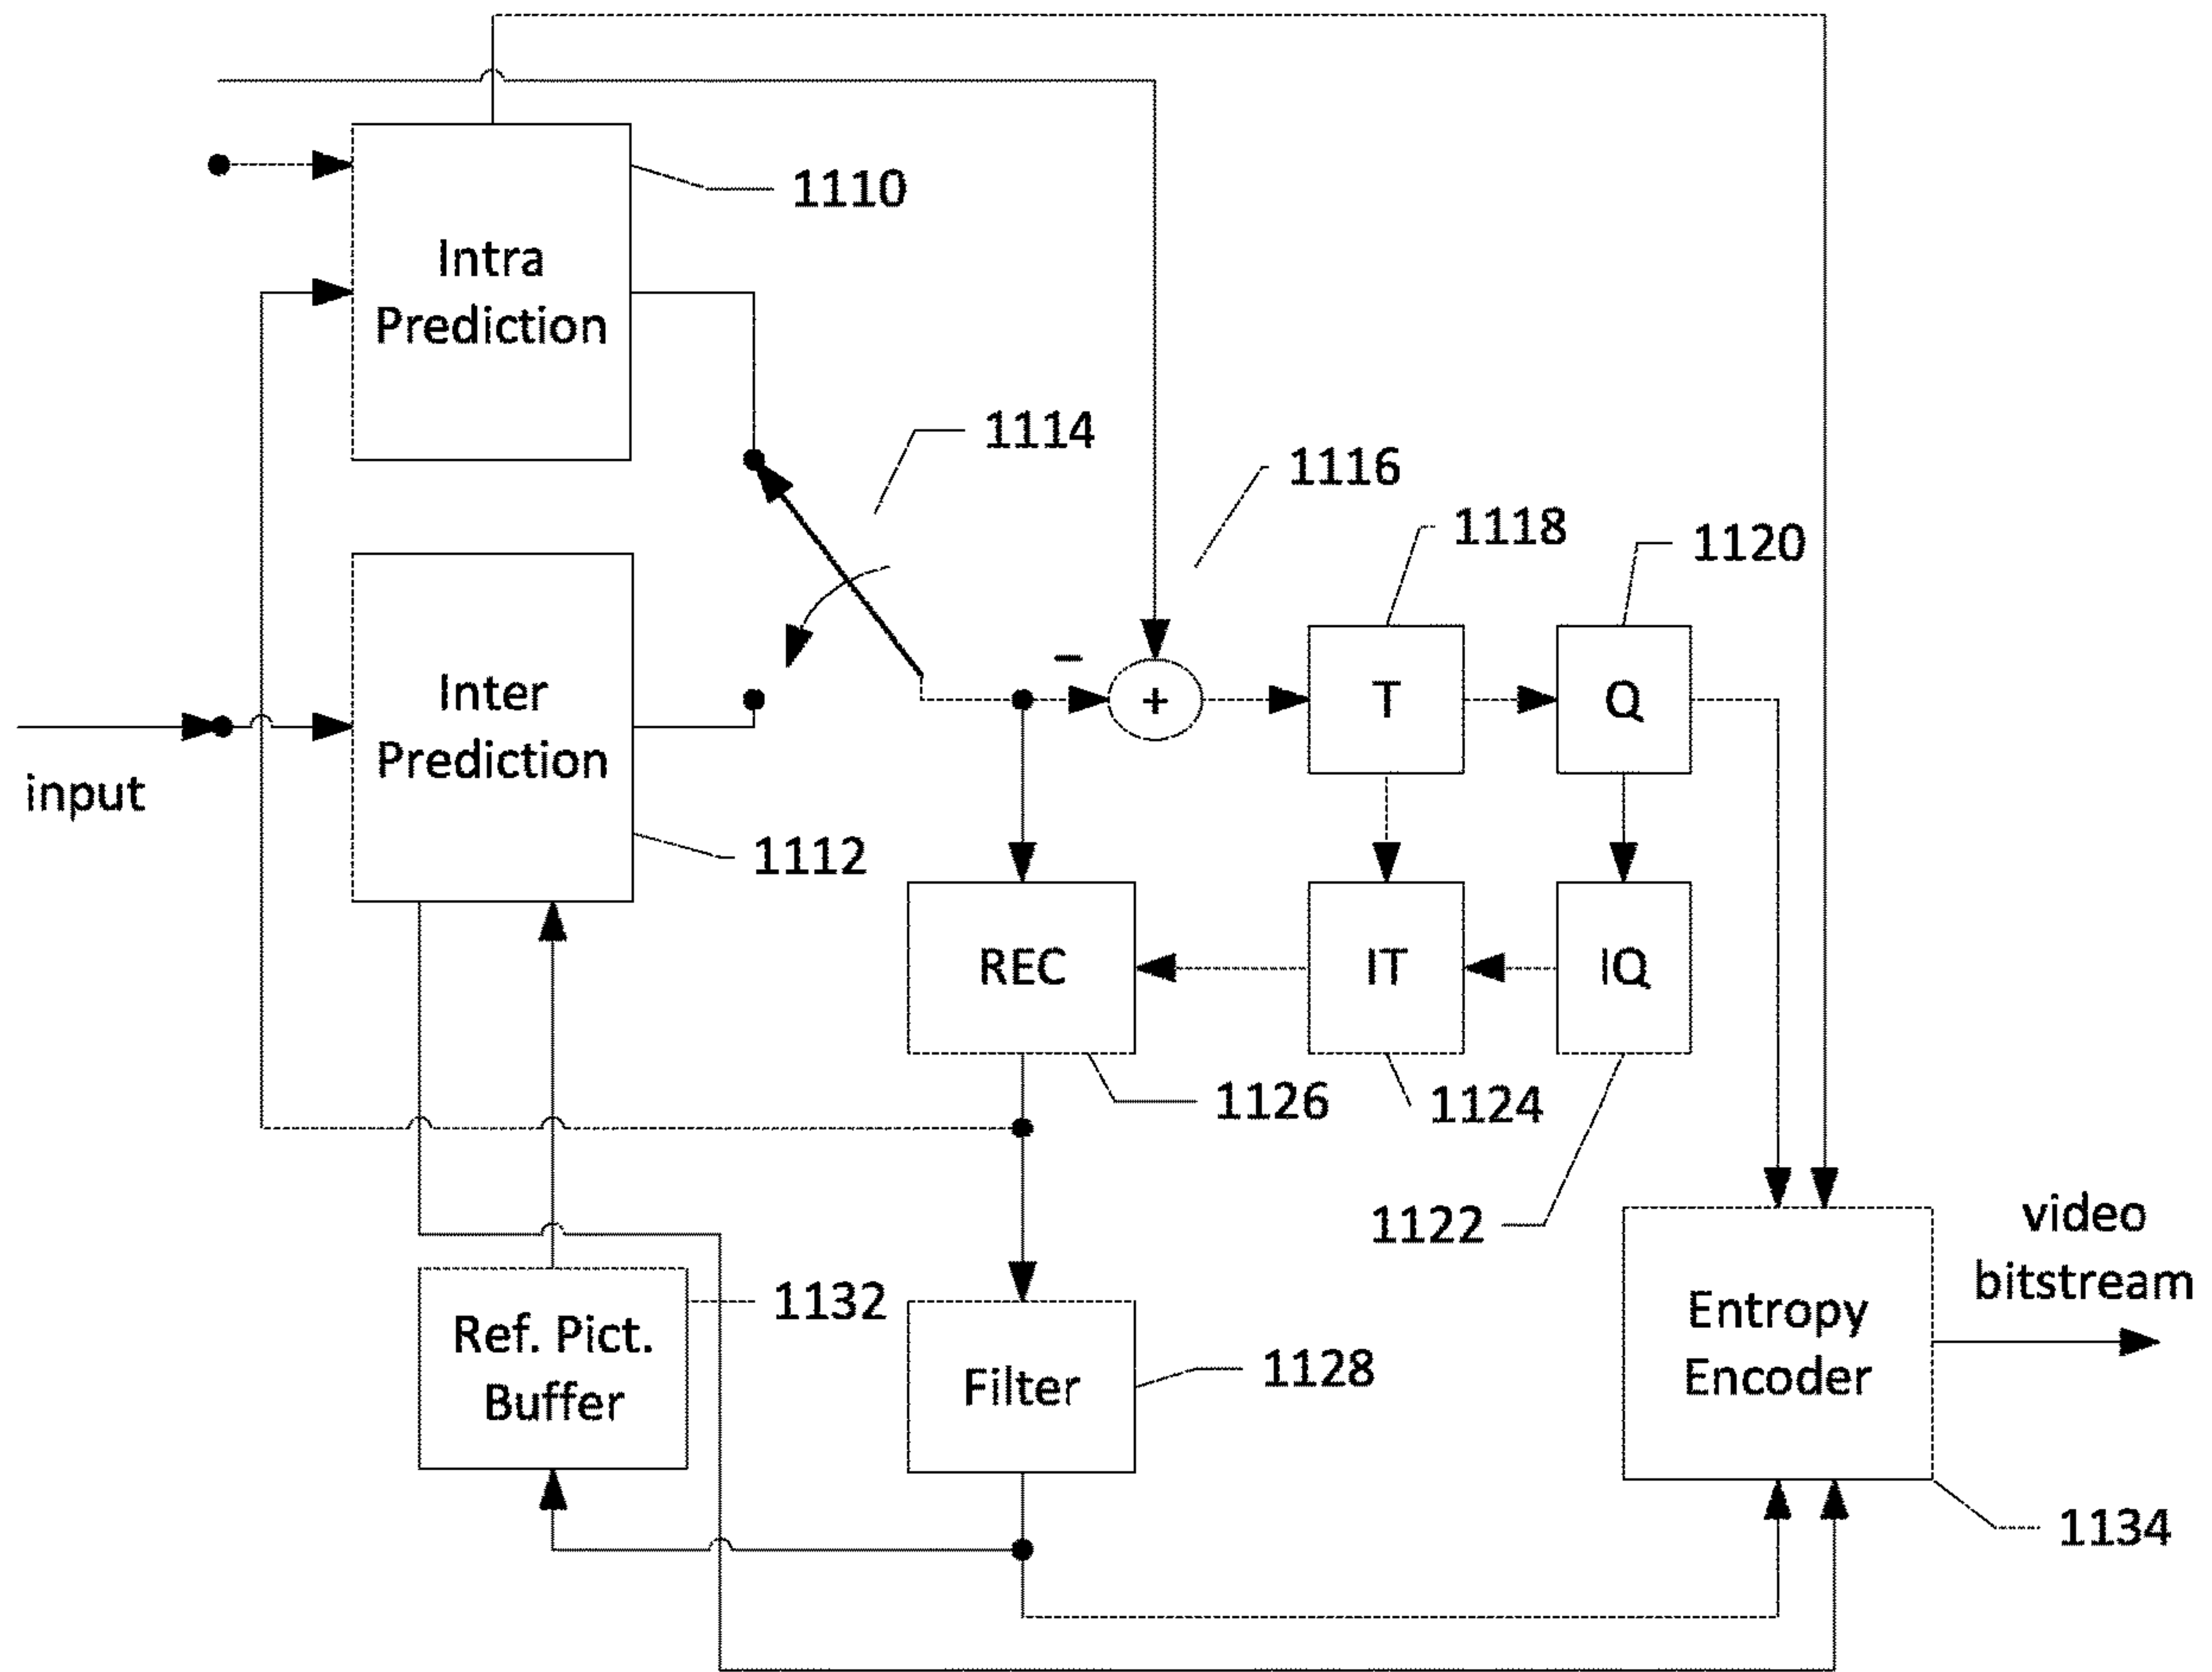 1110
Intra
Prediction
1114
1116
1118
1120
Inter
Prediction
–
+
T
Q
input
1112
REC
IT
IQ
1126
1124
1122
video
bitstream
1132
Ref. Pict.
Buffer
Filter
1128
Entropy
Encoder
1134